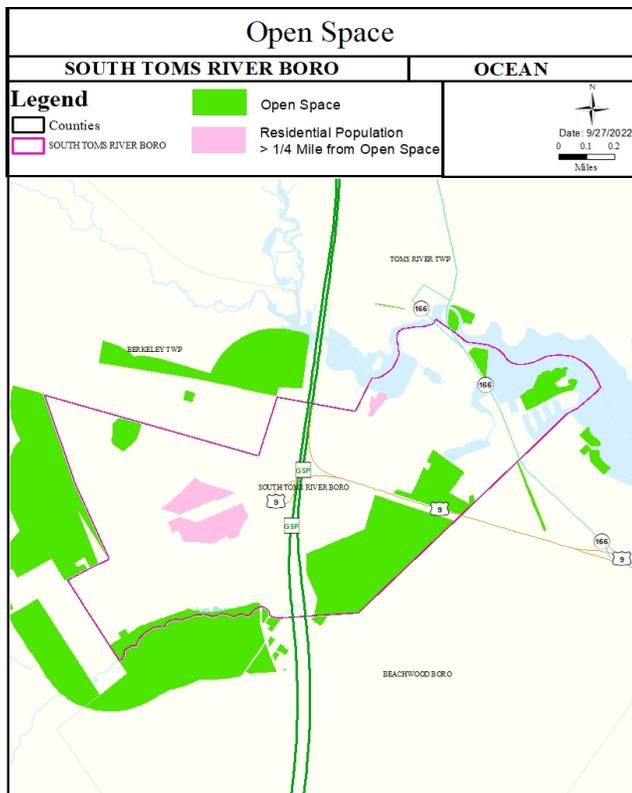 Open Space
SOUTH TOMS RIVER BORO
OCEAN
Legend
Counties
SOUTH TOMS RIVER BORO
Open Space
Residential Population
> 1/4 Mile from Open Space
N
Date: 9/27/2022
0 0.1 0.2
Miles
TOMS RIVER TWP
166
BERKELEY TWP
166
GSP
SOUTH TOMS RIVER BORO
9
9
GSP
166
9
BEACHWOOD BORO